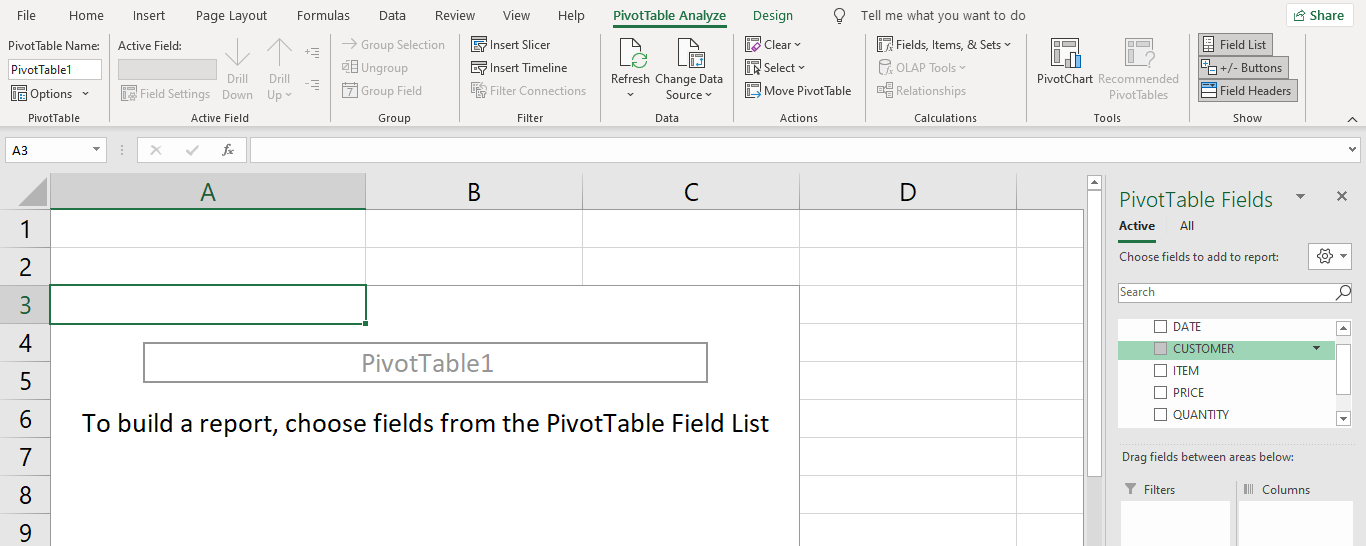 File Home Insert Page Layout Formulas Data Review View Help PivotTable Analyze Design Tell me what you want to do Share
PivotTable Name:
PivotTable1
Options
PivotTable
Active Field:
Field Settings
Drill Down
Drill Up
Active Field
Group Selection
Ungroup
Group Field
Group
Insert Slicer
Insert Timeline
Filter Connections
Filter
Refresh
Change Data Source
Data
Clear
Select
Move PivotTable
Actions
Fields, Items, & Sets
OLAP Tools
Relationships
Calculations
PivotChart
Recommended PivotTables
Tools
Field List
+/- Buttons
Field Headers
Show
A3 fx
A B C D
1
2
3
4
5
6
7
8
9
PivotTable1
To build a report, choose fields from the PivotTable Field List
PivotTable Fields
Active All
Choose fields to add to report:
Search
DATE
CUSTOMER
ITEM
PRICE
QUANTITY
Drag fields between areas below:
Filters Columns